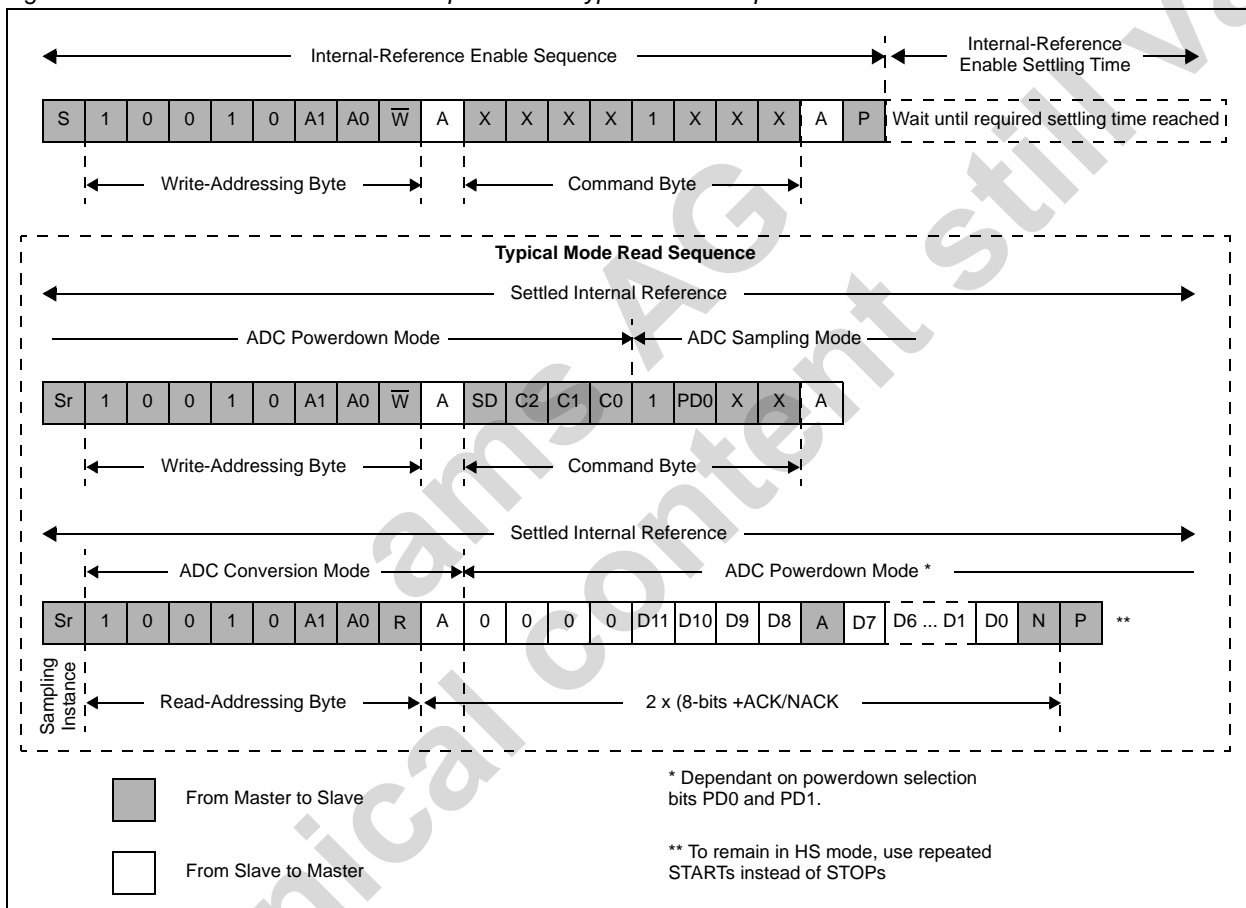 Internal-Reference Enable Sequence
Internal-Reference
Enable Settling Time
S 1 0 0 1 0 A1 A0 W̅ A X X X X 1 X X X A P Wait until required settling time reached
Write-Addressing Byte Command Byte
Typical Mode Read Sequence
Settled Internal Reference
ADC Powerdown Mode ADC Sampling Mode
Sr 1 0 0 1 0 A1 A0 W̅ A SD C2 C1 C0 1 PD0 X X A
Write-Addressing Byte Command Byte
Settled Internal Reference
ADC Conversion Mode ADC Powerdown Mode *
Sr 1 0 0 1 0 A1 A0 R A 0 0 0 0 D11 D10 D9 D8 A D7 D6 ... D1 D0 N P **
Sampling
Instance
Read-Addressing Byte 2 x (8-bits +ACK/NACK
From Master to Slave
* Dependant on powerdown selection
bits PD0 and PD1.
From Slave to Master
** To remain in HS mode, use repeated
STARTs instead of STOPs
ams AG
content still